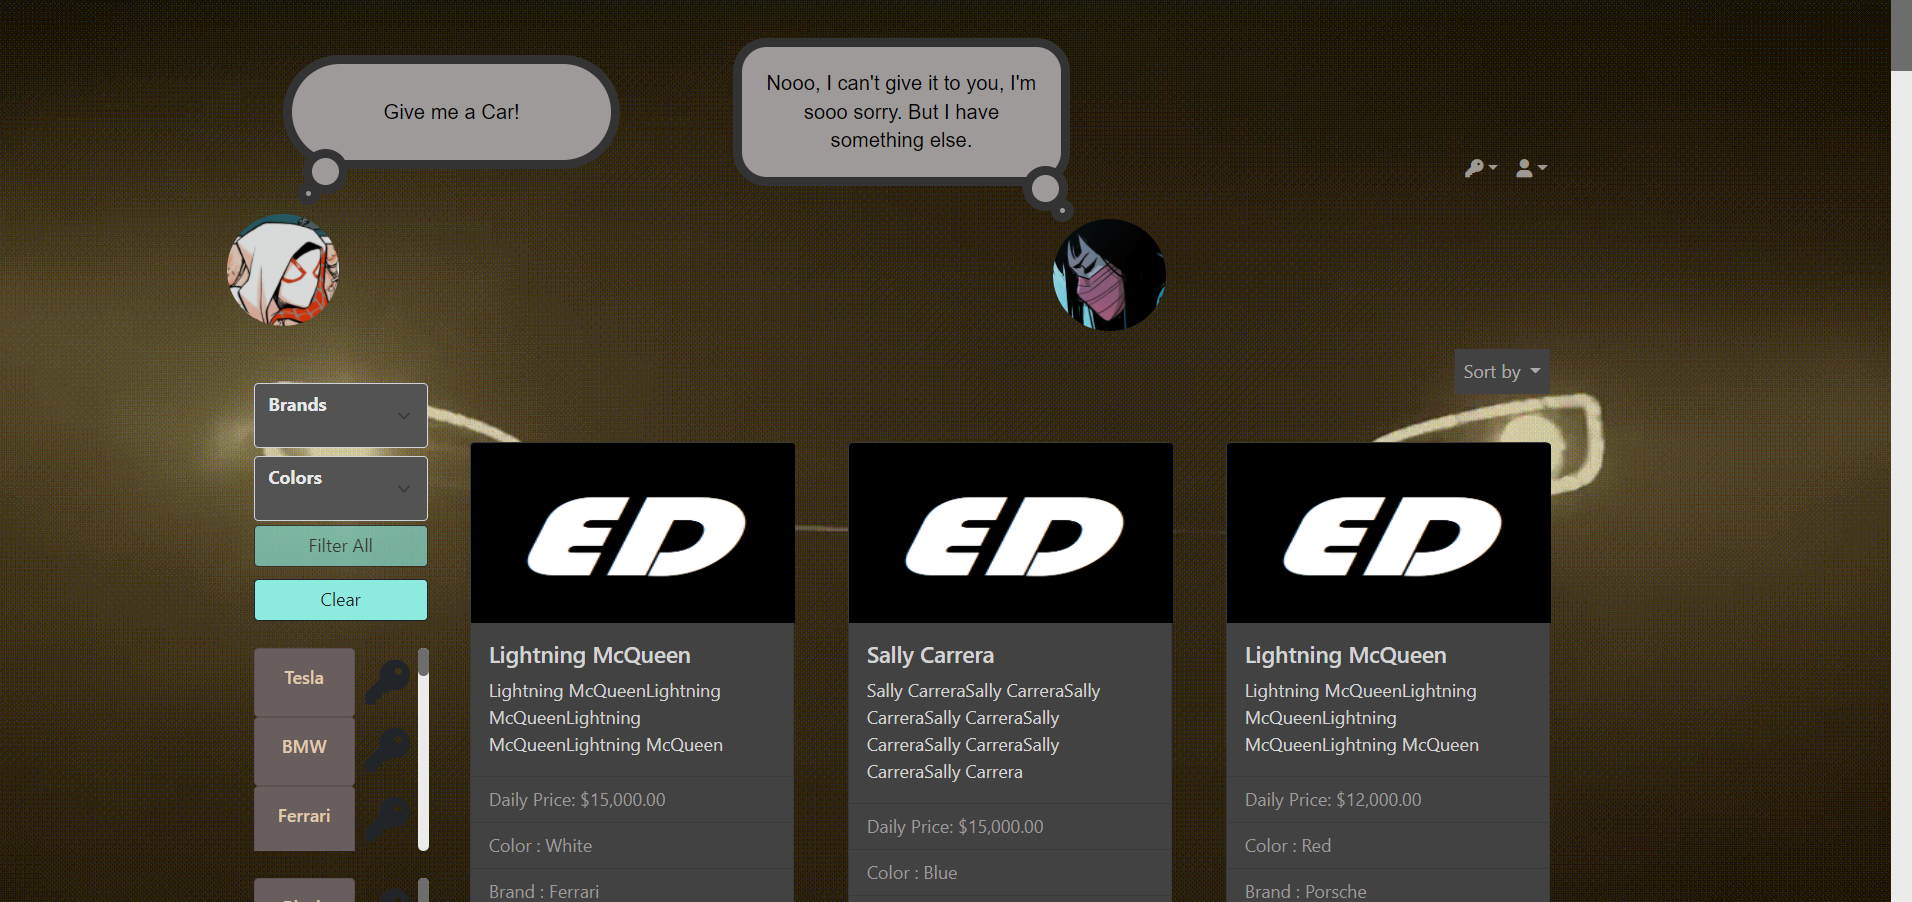 Give me a Car!
Nooo, I can't give it to you, I'm
sooo sorry. But I have
something else.
Sort by
Brands
Colors
Filter All
Clear
Tesla
BMW
Ferrari
ED
Lightning McQueen
Lightning McQueenLightning
McQueenLightning
McQueenLightning McQueen
Daily Price: $15,000.00
Color : White
Brand : Ferrari
ED
Sally Carrera
Sally CarreraSally CarreraSally
CarreraSally CarreraSally
CarreraSally CarreraSally
CarreraSally Carrera
Daily Price: $15,000.00
Color : Blue
ED
Lightning McQueen
Lightning McQueenLightning
McQueenLightning
McQueenLightning McQueen
Daily Price: $12,000.00
Color : Red
Brand : Porsche